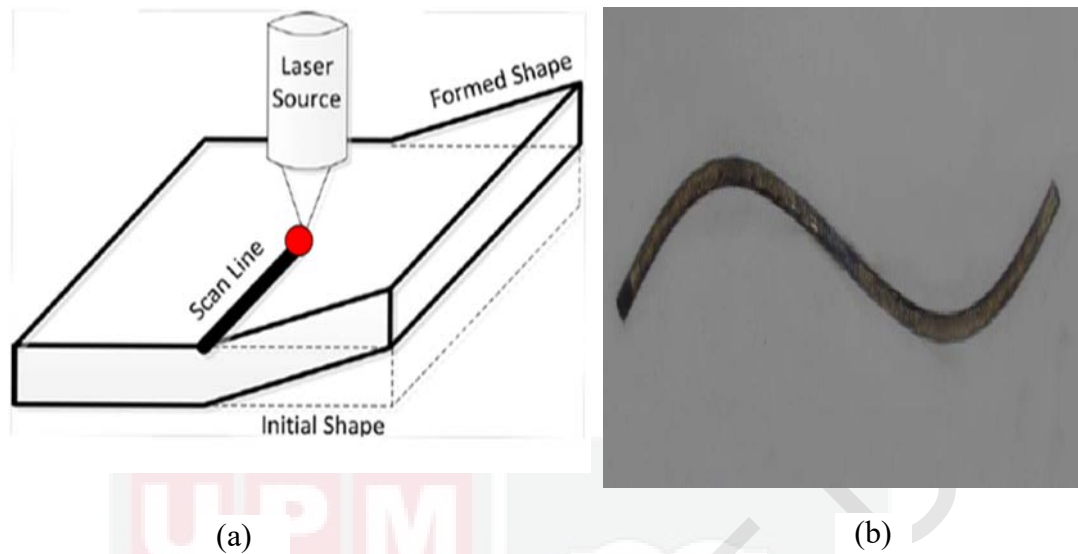 Laser
Source
Formed Shape
Scan Line
Initial Shape
UPM
(a)
(b)